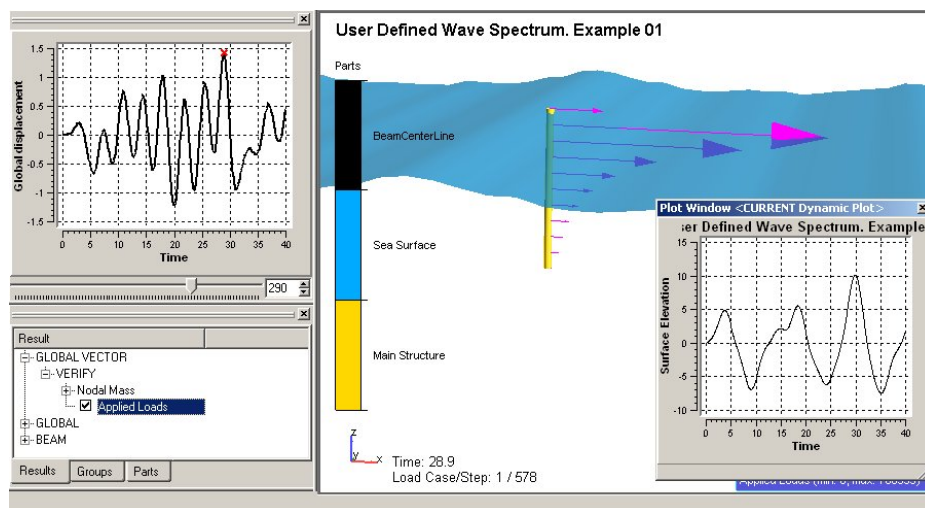 1.5
1
0.5
0
-0.5
-1
-1.5
Global displacement
0 5 10 15 20 25 30 35 40
Time
290
Result
GLOBAL VECTOR
VERIFY
Nodal Mass
Applied Loads
GLOBAL
BEAM
Results Groups Parts
User Defined Wave Spectrum. Example 01
Parts
BeamCenterLine
Sea Surface
Main Structure
z
y x
Time: 28.9
Load Case/Step: 1 / 578
Plot Window <CURRENT Dynamic Plot>
ser Defined Wave Spectrum. Example
15
10
5
0
-5
-10
Surface Elevation
0 5 10 15 20 25 30 35 40
Time